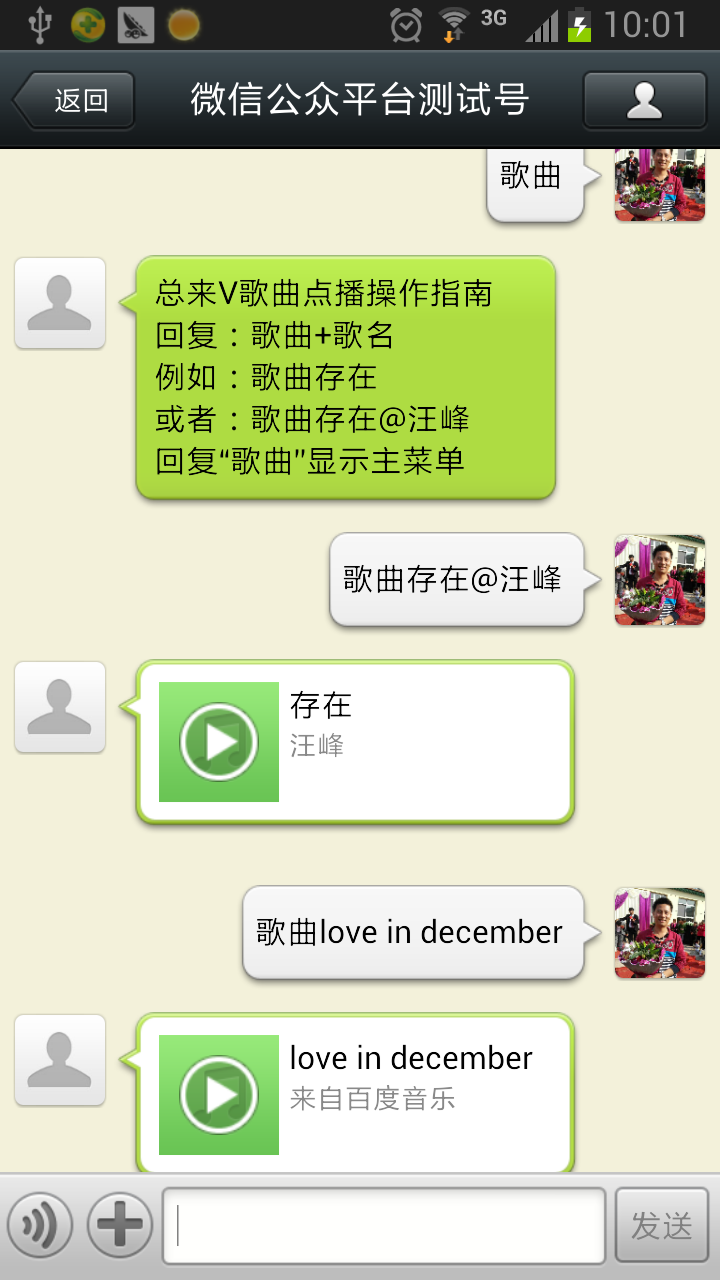 3G 10:01
返回 微信公众平台测试号
歌曲
总来V歌曲点播操作指南
回复：歌曲+歌名
例如：歌曲存在
或者：歌曲存在@汪峰
回复“歌曲”显示主菜单
歌曲存在@汪峰
存在
汪峰
歌曲love in december
love in december
来自百度音乐
发送